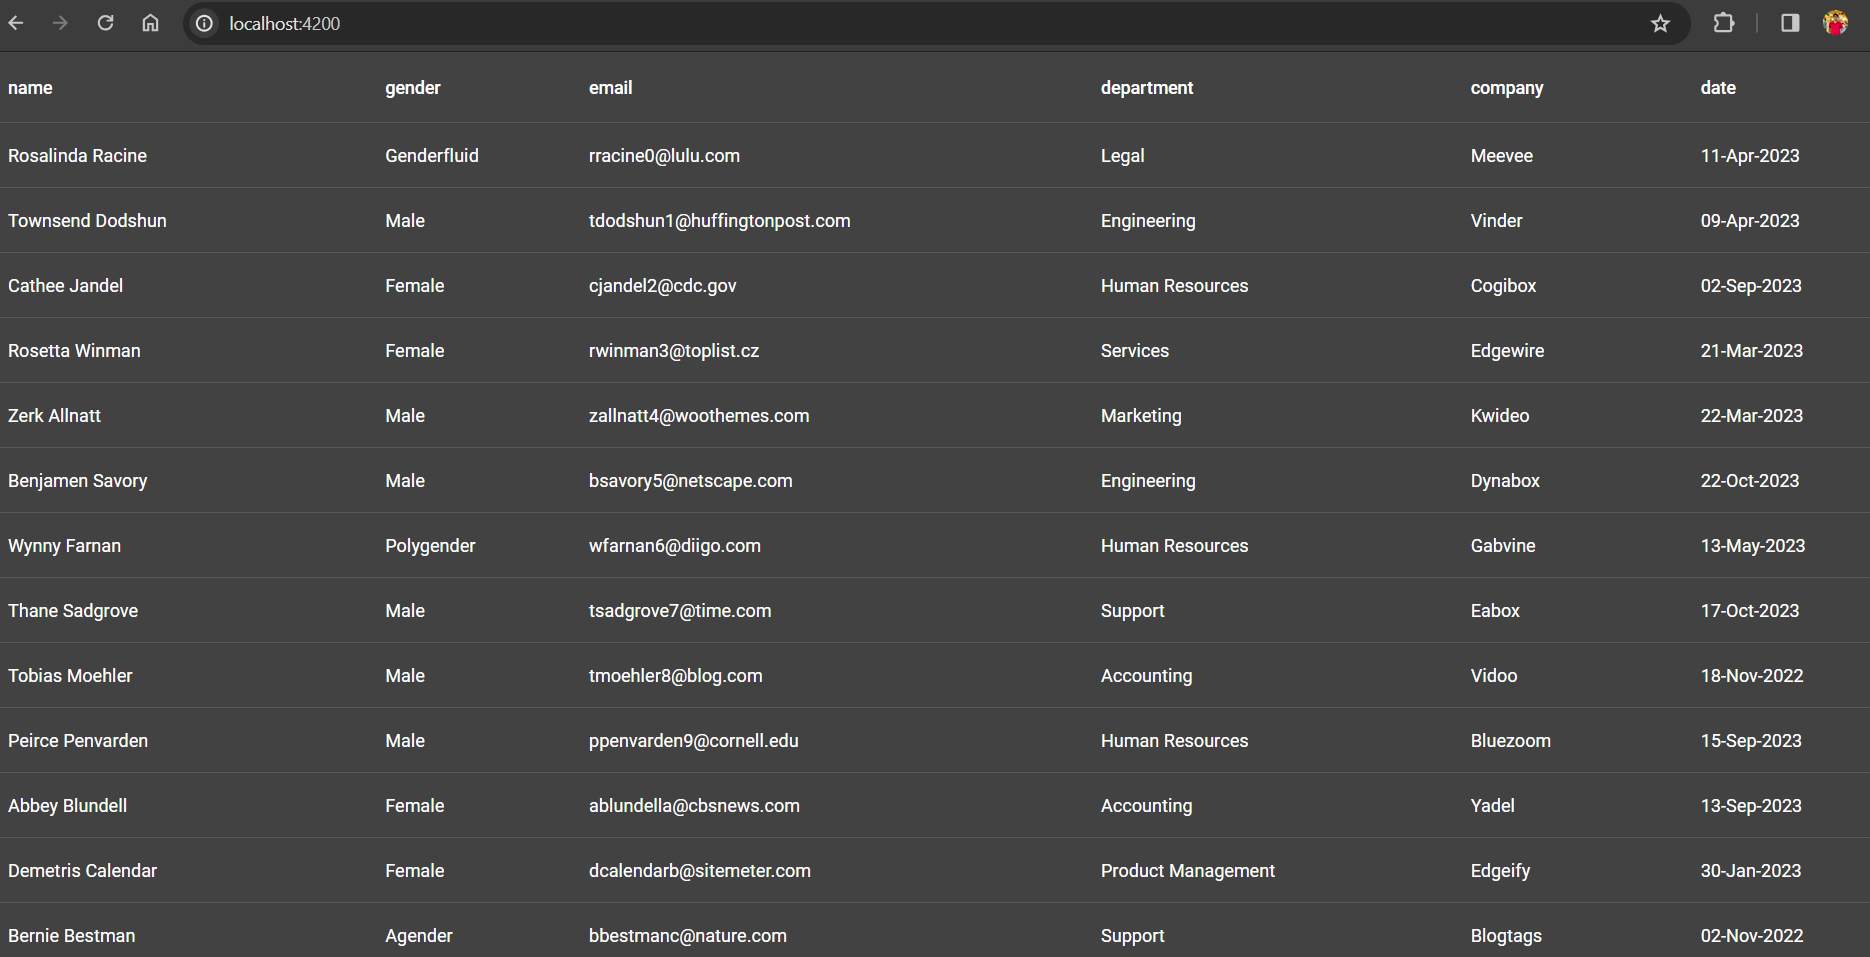 localhost:4200
name gender email department company date
Rosalinda Racine Genderfluid rracine0@lulu.com Legal Meevee 11-Apr-2023
Townsend Dodshun Male tdodshun1@huffingtonpost.com Engineering Vinder 09-Apr-2023
Cathee Jandel Female cjandel2@cdc.gov Human Resources Cogibox 02-Sep-2023
Rosetta Winman Female rwinman3@toplist.cz Services Edgewire 21-Mar-2023
Zerk Allnatt Male zallnatt4@woothemes.com Marketing Kwideo 22-Mar-2023
Benjamen Savory Male bsavory5@netscape.com Engineering Dynabox 22-Oct-2023
Wynny Farnan Polygender wfarnan6@diigo.com Human Resources Gabvine 13-May-2023
Thane Sadgrove Male tsadgrove7@time.com Support Eabox 17-Oct-2023
Tobias Moehler Male tmoehler8@blog.com Accounting Vidoo 18-Nov-2022
Peirce Penvarden Male ppenvarden9@cornell.edu Human Resources Bluezoom 15-Sep-2023
Abbey Blundell Female ablundella@cbsnews.com Accounting Yadel 13-Sep-2023
Demetris Calendar Female dcalendarb@sitemeter.com Product Management Edgeify 30-Jan-2023
Bernie Bestman Agender bbestmanc@nature.com Support Blogtags 02-Nov-2022